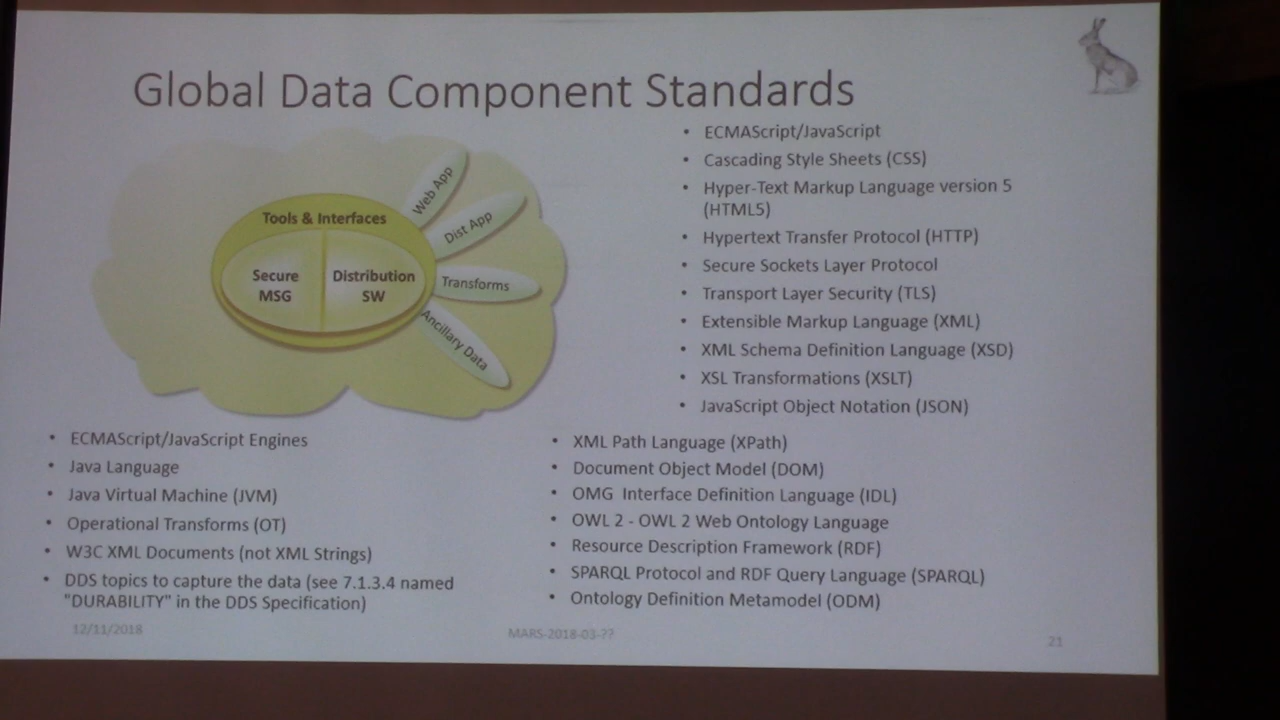 Global Data Component Standards
Web App
Dist App
Transforms
Ancillary Data
Tools & Interfaces
Secure
MSG
Distribution
SW
• ECMAScript/JavaScript
• Cascading Style Sheets (CSS)
• Hyper-Text Markup Language version 5
(HTML5)
• Hypertext Transfer Protocol (HTTP)
• Secure Sockets Layer Protocol
• Transport Layer Security (TLS)
• Extensible Markup Language (XML)
• XML Schema Definition Language (XSD)
• XSL Transformations (XSLT)
• JavaScript Object Notation (JSON)
• ECMAScript/JavaScript Engines
• Java Language
• Java Virtual Machine (JVM)
• Operational Transforms (OT)
• W3C XML Documents (not XML Strings)
• DDS topics to capture the data (see 7.1.3.4 named
"DURABILITY" in the DDS Specification)
• XML Path Language (XPath)
• Document Object Model (DOM)
• OMG Interface Definition Language (IDL)
• OWL 2 - OWL 2 Web Ontology Language
• Resource Description Framework (RDF)
• SPARQL Protocol and RDF Query Language (SPARQL)
• Ontology Definition Metamodel (ODM)
12/11/2018
MARS-2018-03-??
21